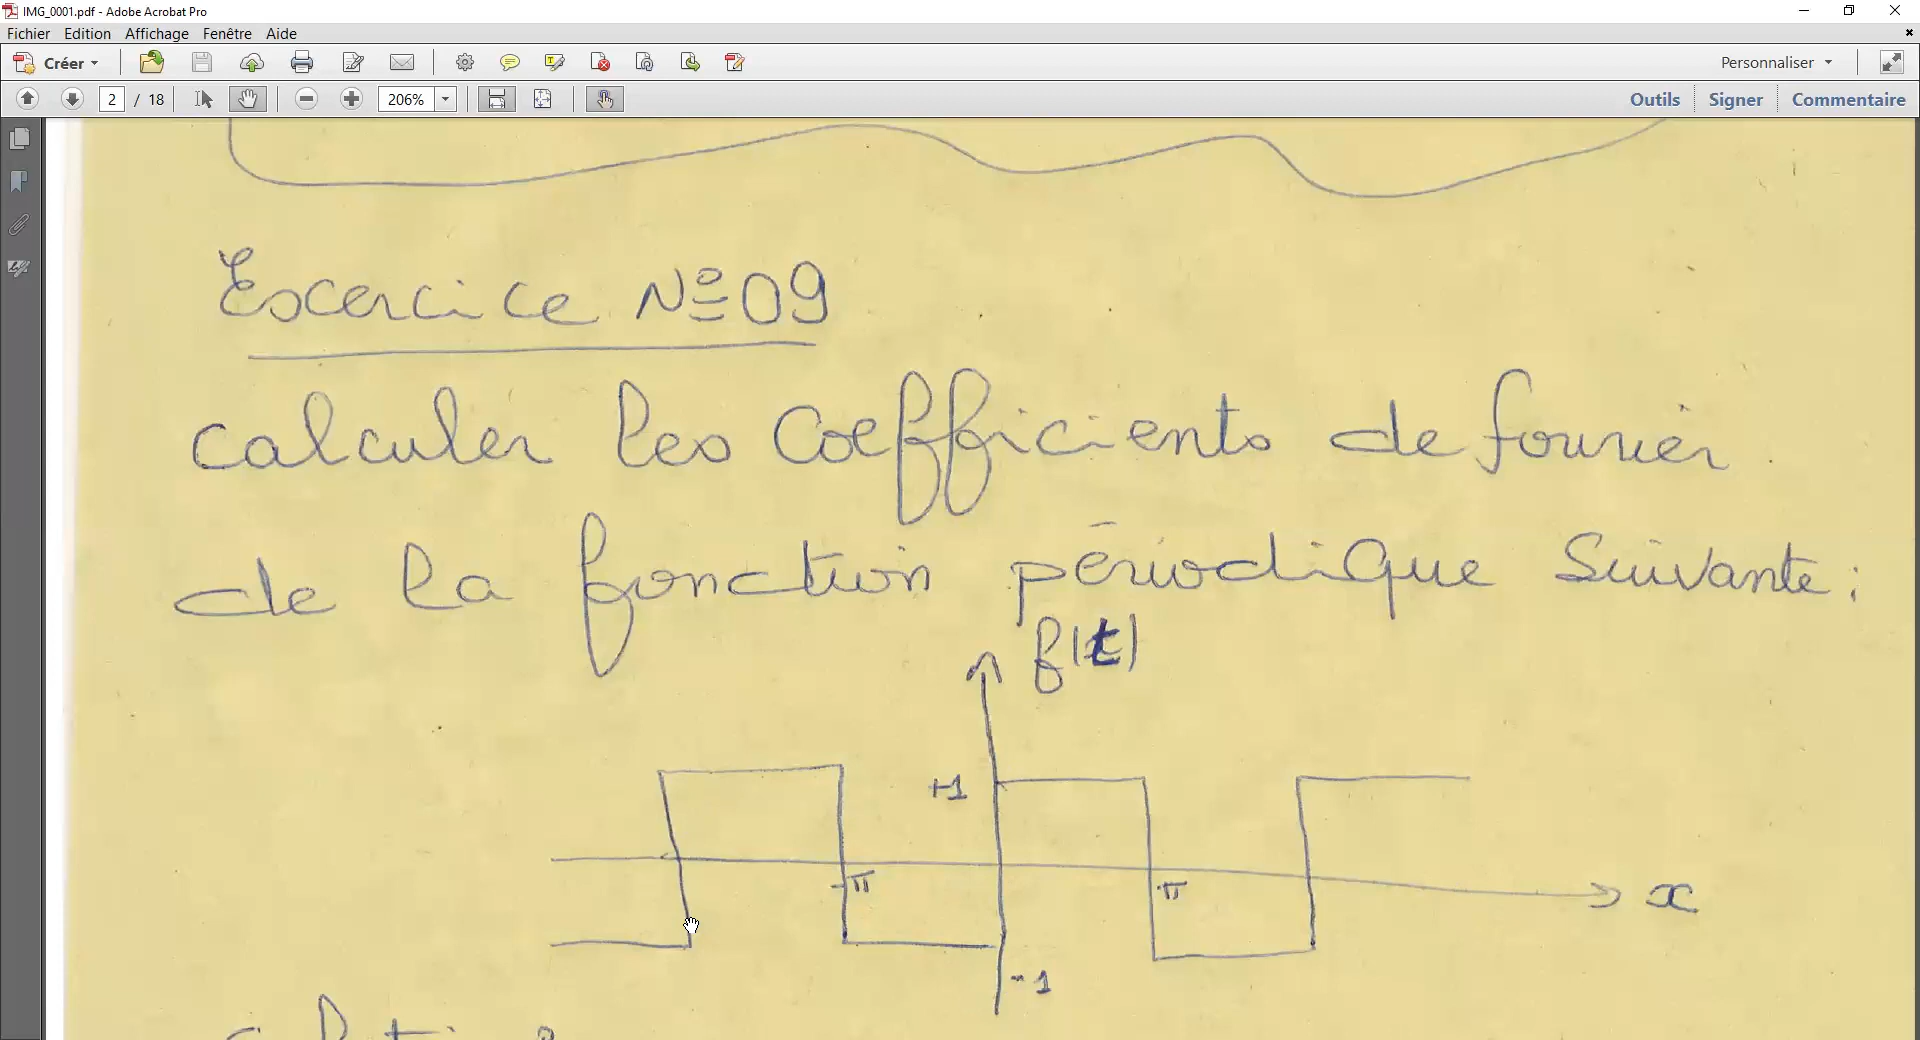 IMG_0001.pdf - Adobe Acrobat Pro
Fichier Edition Affichage Fenêtre Aide
Créer
Personnaliser
2 / 18
206%
Outils Signer Commentaire
Exercice Nº09
calculer les Coefficients de fourier
de la fonction périodique Suivante :
f(t)
+1
-π
π
x
-1